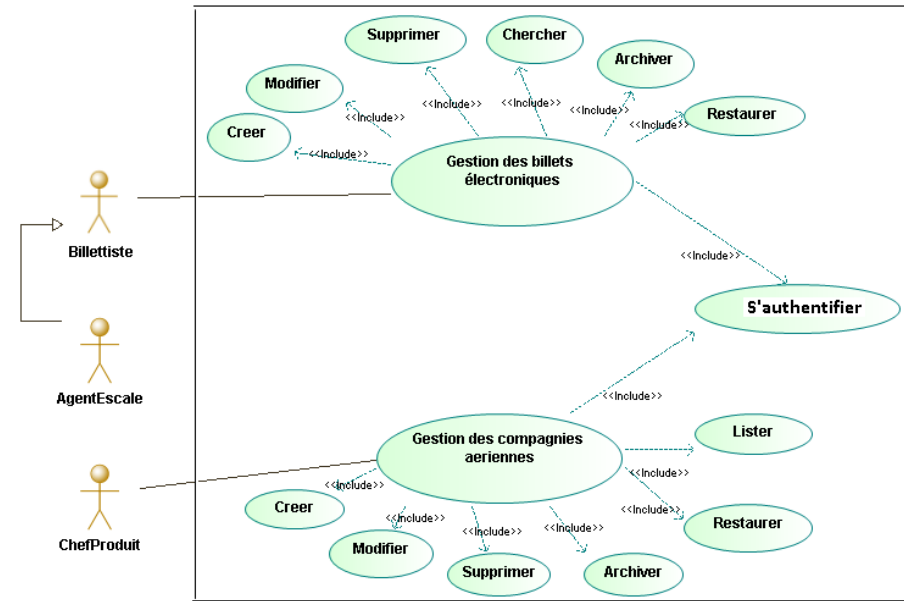 Supprimer
Chercher
Archiver
Modifier
Restaurer
Creer
<<Include>>
<<Include>>
<<Include>>
<<Include>>
<<Include>>
<<Include>>
Gestion des billets
électroniques
Billettiste
<<Include>>
S'authentifier
AgentEscale
<<Include>>
Gestion des compagnies
aeriennes
Lister
<<Include>>
<<Include>>
<<Include>>
<<Include>>
<<Include>>
<<Include>>
Creer
Restaurer
ChefProduit
Modifier
Supprimer
Archiver